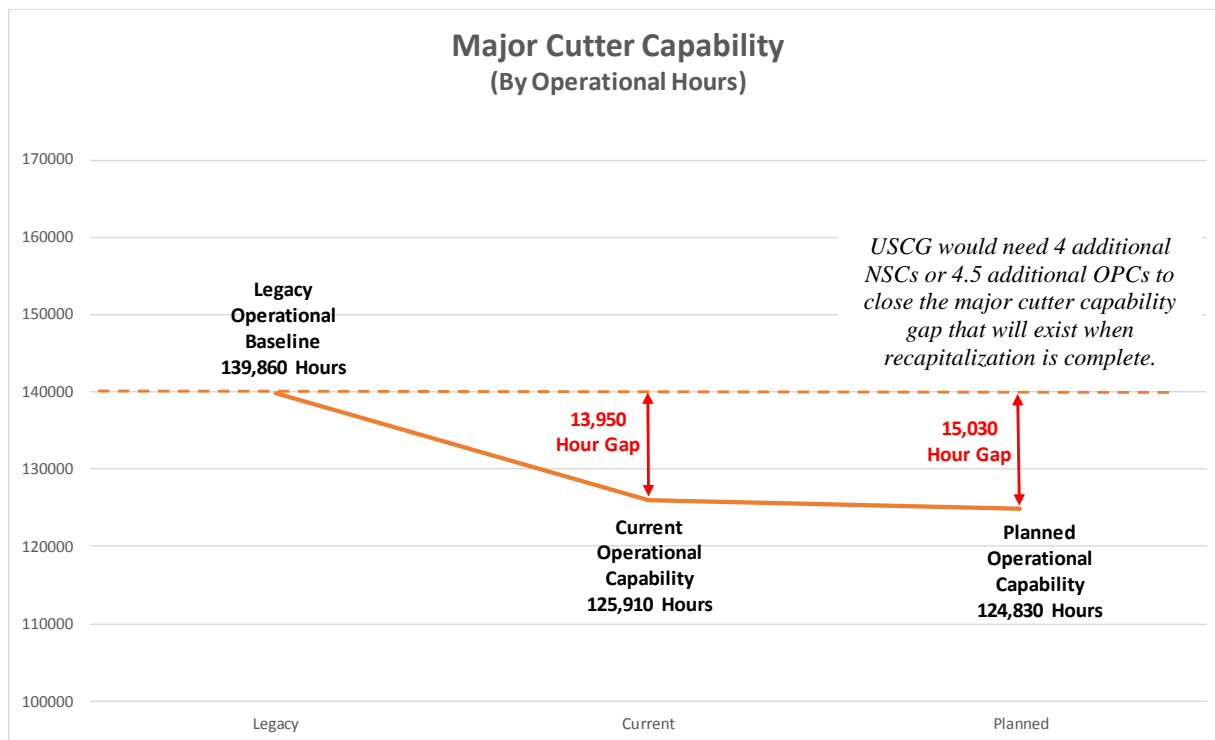 Major Cutter Capability
(By Operational Hours)
170000
160000
150000
140000
130000
120000
110000
100000
USCG would need 4 additional
NSCs or 4.5 additional OPCs to
close the major cutter capability
gap that will exist when
recapitalization is complete.
Legacy
Operational
Baseline
139,860 Hours
13,950
Hour Gap
15,030
Hour Gap
Current
Operational
Capability
125,910 Hours
Planned
Operational
Capability
124,830 Hours
Legacy
Current
Planned